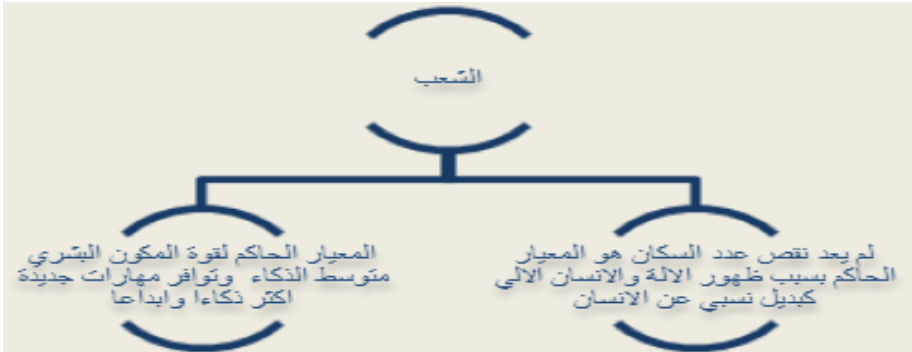 الشعب
لم يعد نقص عدد السكان هو المعيار
الحاكم بسبب ظهور الالة والانسان الالي
كبديل نسبي عن الانسان
المعيار الحاكم لقوة المكون البشري
متوسط الذكاء وتوافر مهارات جديدة
اكثر ذكاءا وابداعا